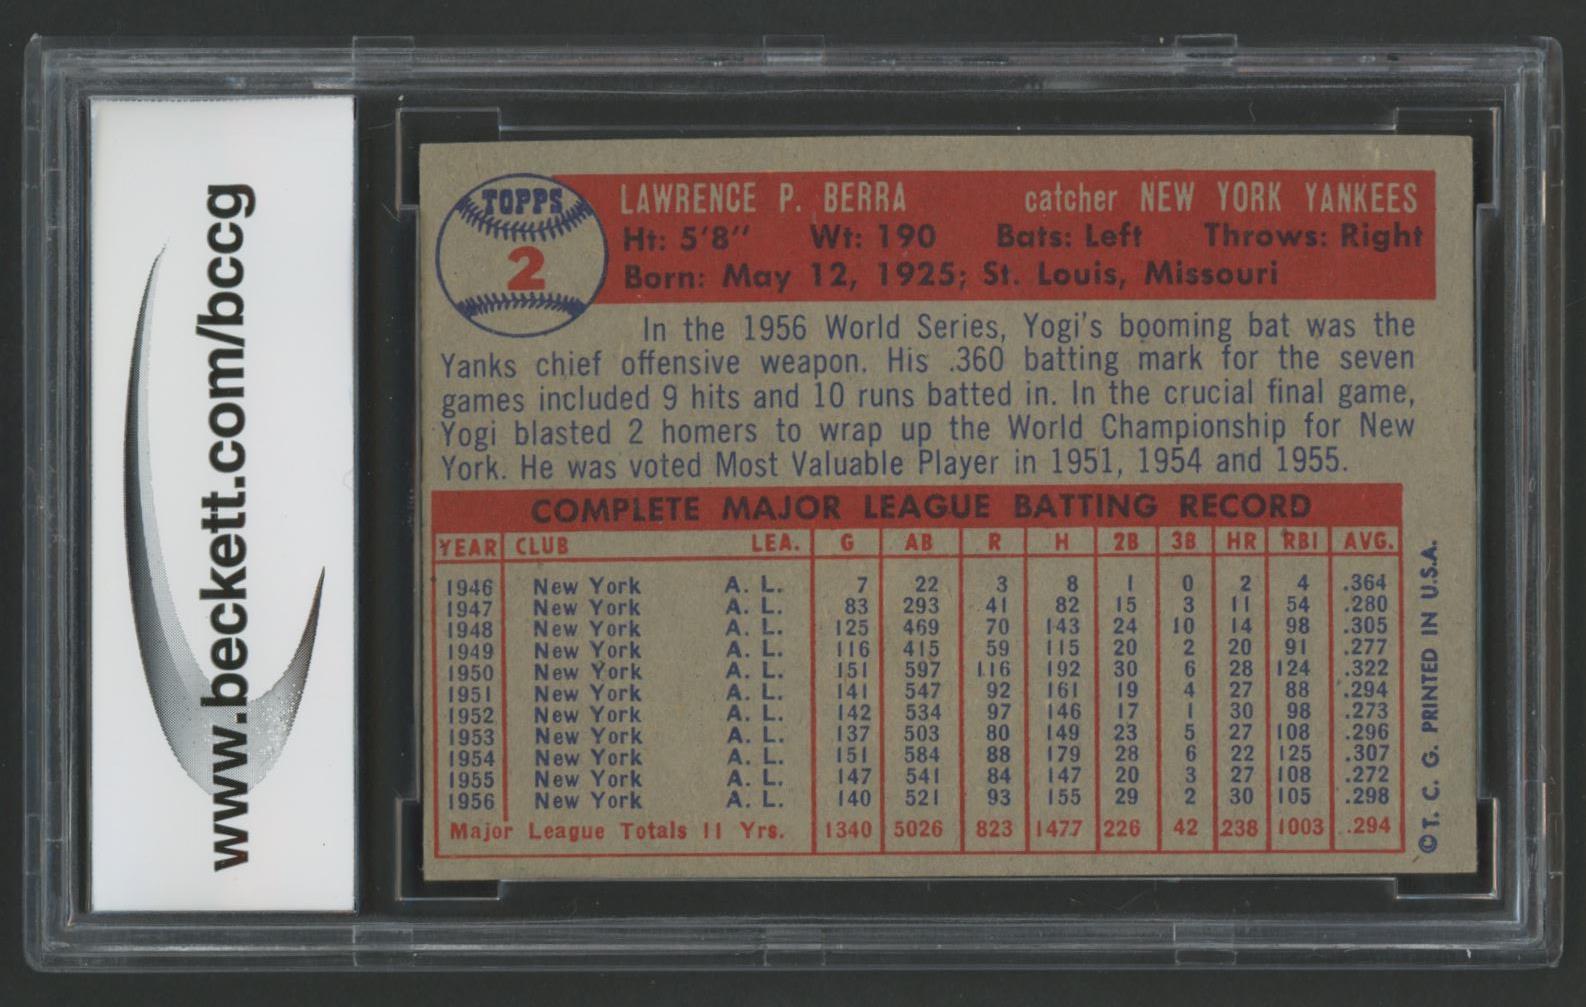 www.beckett.com/bccg
TOPPS
2
LAWRENCE P. BERRA catcher NEW YORK YANKEES
Ht: 5'8" Wt: 190 Bats: Left Throws: Right
Born: May 12, 1925; St. Louis, Missouri
In the 1956 World Series, Yogi's booming bat was the
Yanks chief offensive weapon. His .360 batting mark for the seven
games included 9 hits and 10 runs batted in. In the crucial final game,
Yogi blasted 2 homers to wrap up the World Championship for New
York. He was voted Most Valuable Player in 1951, 1954 and 1955.
COMPLETE MAJOR LEAGUE BATTING RECORD
YEAR CLUB LEA. G AB R H 2B 3B HR RBI AVG.
1946 New York A. L. 7 22 3 8 1 0 2 4 .364
1947 New York A. L. 83 293 41 82 15 3 11 54 .280
1948 New York A. L. 125 469 70 143 24 10 14 98 .305
1949 New York A. L. 116 415 59 115 20 2 20 91 .277
1950 New York A. L. 151 597 116 192 30 6 28 124 .322
1951 New York A. L. 141 547 92 161 19 4 27 88 .294
1952 New York A. L. 142 534 97 146 17 1 30 98 .273
1953 New York A. L. 137 503 80 149 23 5 27 108 .296
1954 New York A. L. 151 584 88 179 28 6 22 125 .307
1955 New York A. L. 147 541 84 147 20 3 27 108 .272
1956 New York A. L. 140 521 93 155 29 2 30 105 .298
Major League Totals 11 Yrs. 1340 5026 823 1477 226 42 238 1003 .294
©T. C. G. PRINTED IN U.S.A.